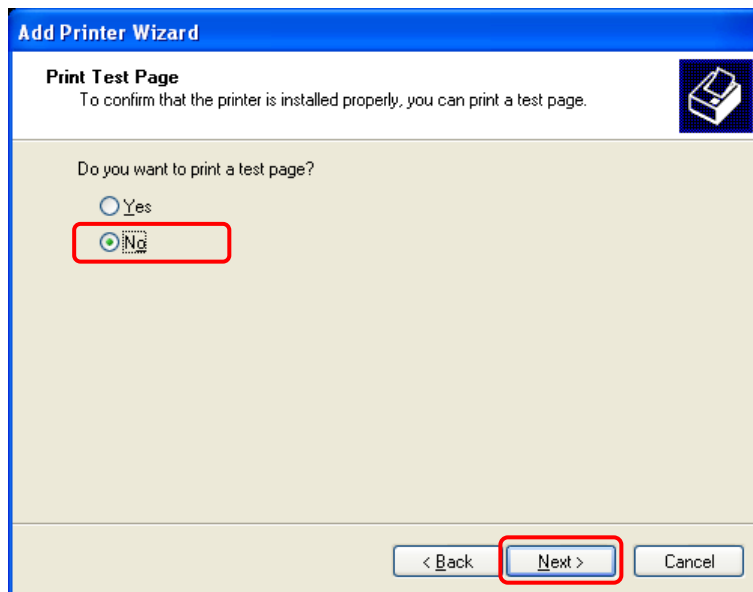 Add Printer Wizard
Print Test Page
To confirm that the printer is installed properly, you can print a test page.
Do you want to print a test page?
Yes
No
< Back
Next >
Cancel